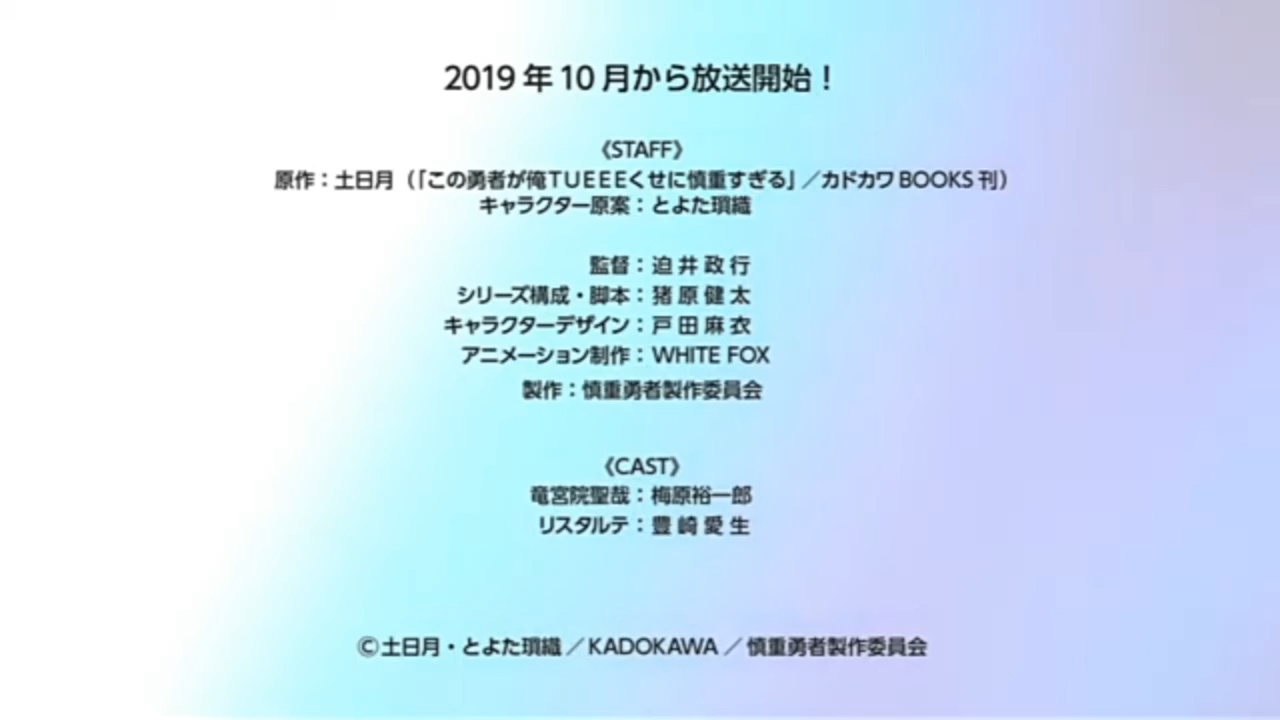 2019年10月から放送開始！
《STAFF》
原作：土日月（「この勇者が俺TUEEEくせに慎重すぎる」／カドカワBOOKS刊）
キャラクター原案：とよた瑣織
監督：迫井政行
シリーズ構成・脚本：猪原健太
キャラクターデザイン：戸田麻衣
アニメーション制作：WHITE FOX
製作：慎重勇者製作委員会
《CAST》
竜宮院聖哉：梅原裕一郎
リスタルテ：豊崎愛生
©土日月・とよた瑣織／KADOKAWA／慎重勇者製作委員会